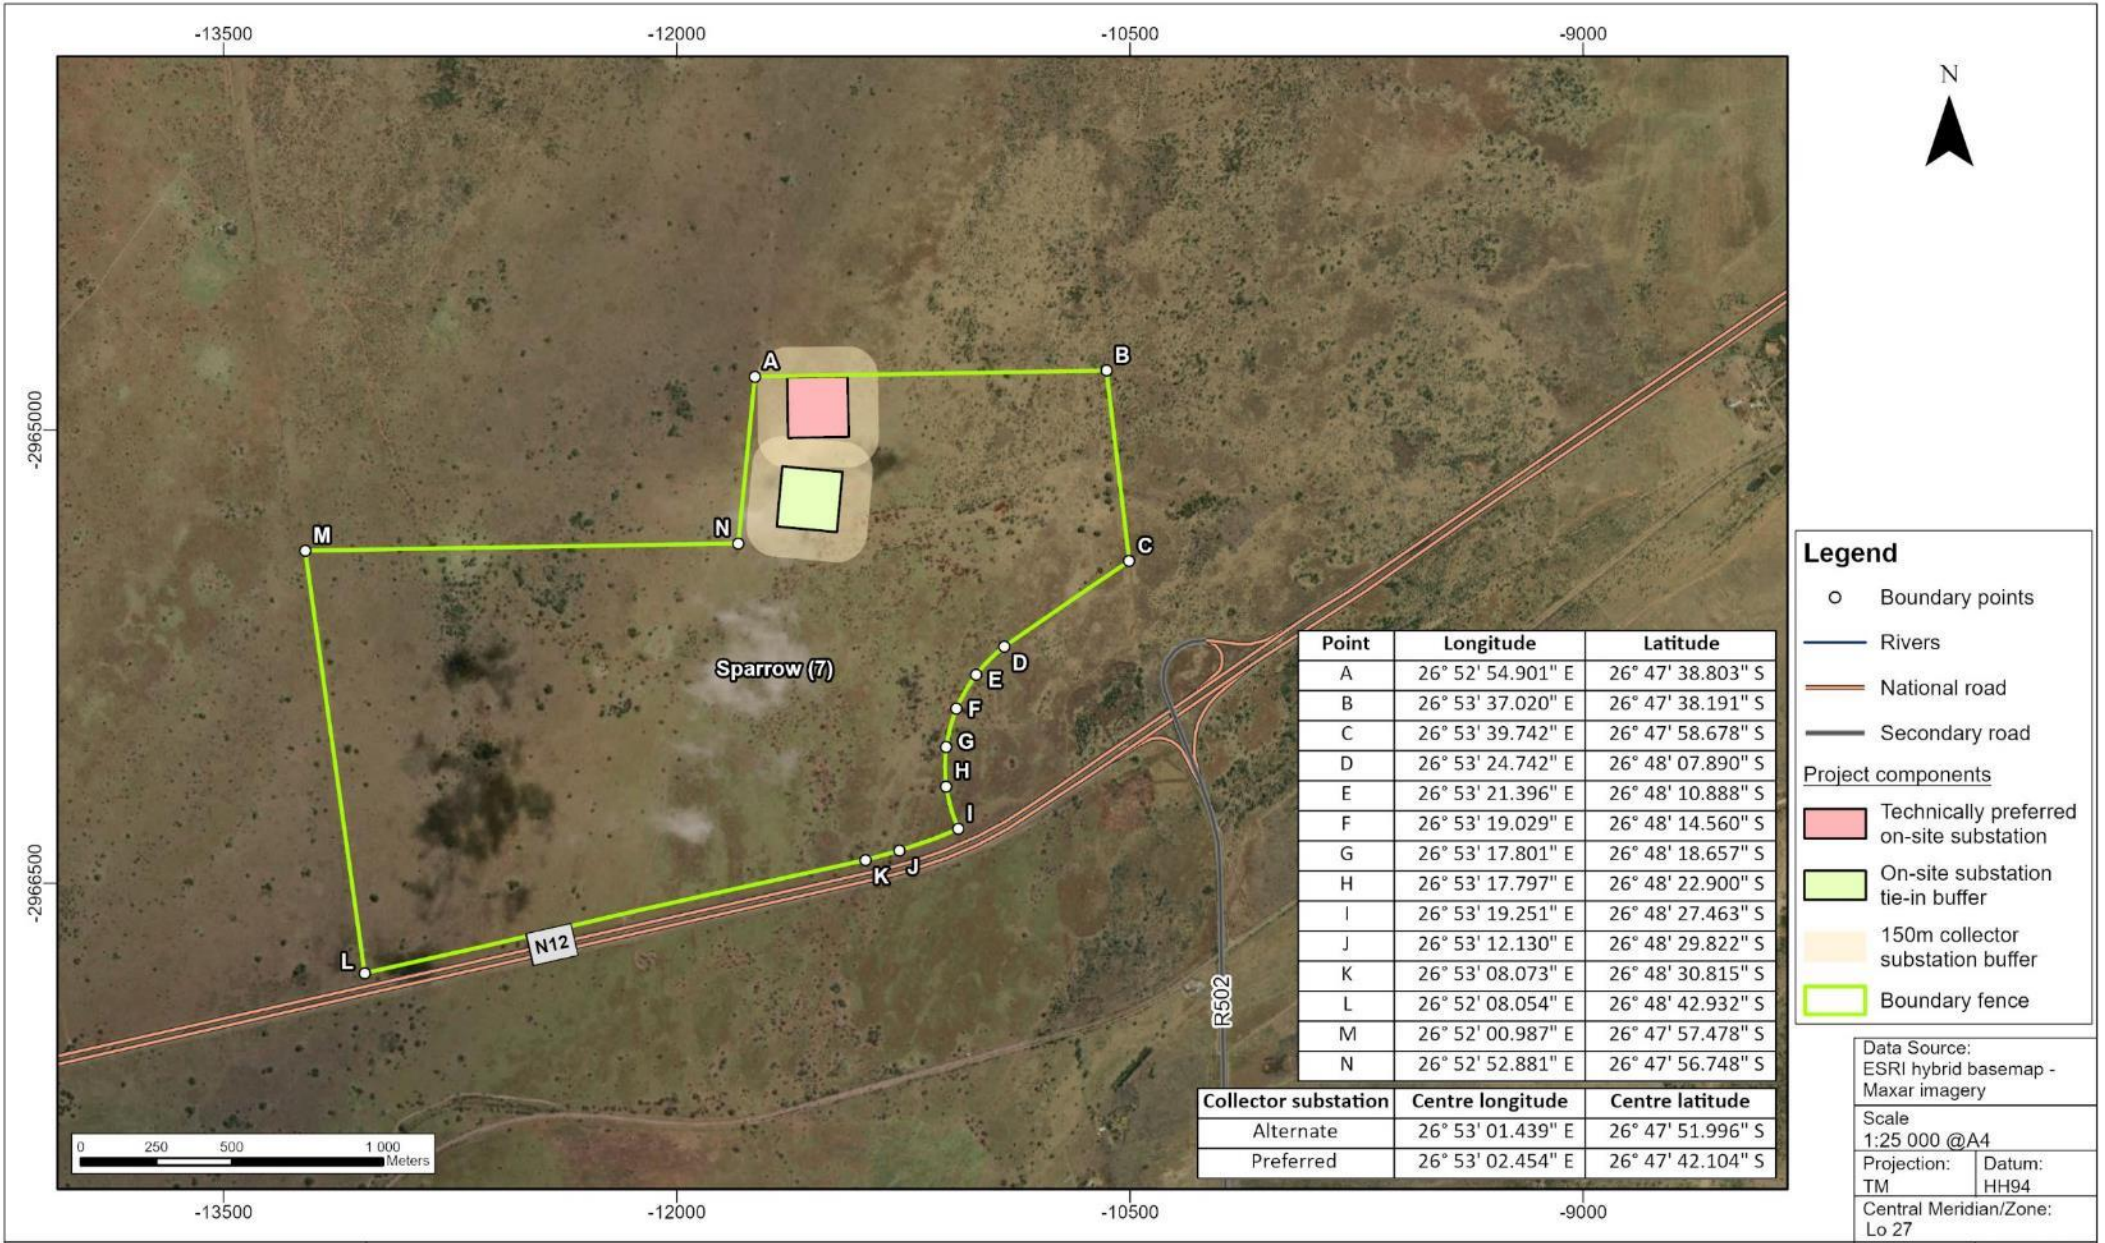 -13500 -12000 -10500 -9000
N
-2965000
-2966500
A
B
N
M
C
D
E
F
G
H
I
J
K
L
Sparrow (7)
N12
R502
Point Longitude Latitude
A 26° 52' 54.901" E 26° 47' 38.803" S
B 26° 53' 37.020" E 26° 47' 38.191" S
C 26° 53' 39.742" E 26° 47' 58.678" S
D 26° 53' 24.742" E 26° 48' 07.890" S
E 26° 53' 21.396" E 26° 48' 10.888" S
F 26° 53' 19.029" E 26° 48' 14.560" S
G 26° 53' 17.801" E 26° 48' 18.657" S
H 26° 53' 17.797" E 26° 48' 22.900" S
I 26° 53' 19.251" E 26° 48' 27.463" S
J 26° 53' 12.130" E 26° 48' 29.822" S
K 26° 53' 08.073" E 26° 48' 30.815" S
L 26° 52' 08.054" E 26° 48' 42.932" S
M 26° 52' 00.987" E 26° 47' 57.478" S
N 26° 52' 52.881" E 26° 47' 56.748" S
Collector substation Centre longitude Centre latitude
Alternate 26° 53' 01.439" E 26° 47' 51.996" S
Preferred 26° 53' 02.454" E 26° 47' 42.104" S
0 250 500 1 000
Meters
-13500 -12000 -10500 -9000
Legend
Boundary points
Rivers
National road
Secondary road
Project components
Technically preferred
on-site substation
On-site substation
tie-in buffer
150m collector
substation buffer
Boundary fence
Data Source:
ESRI hybrid basemap -
Maxar imagery
Scale
1:25 000 @A4
Projection: Datum:
TM HH94
Central Meridian/Zone:
Lo 27